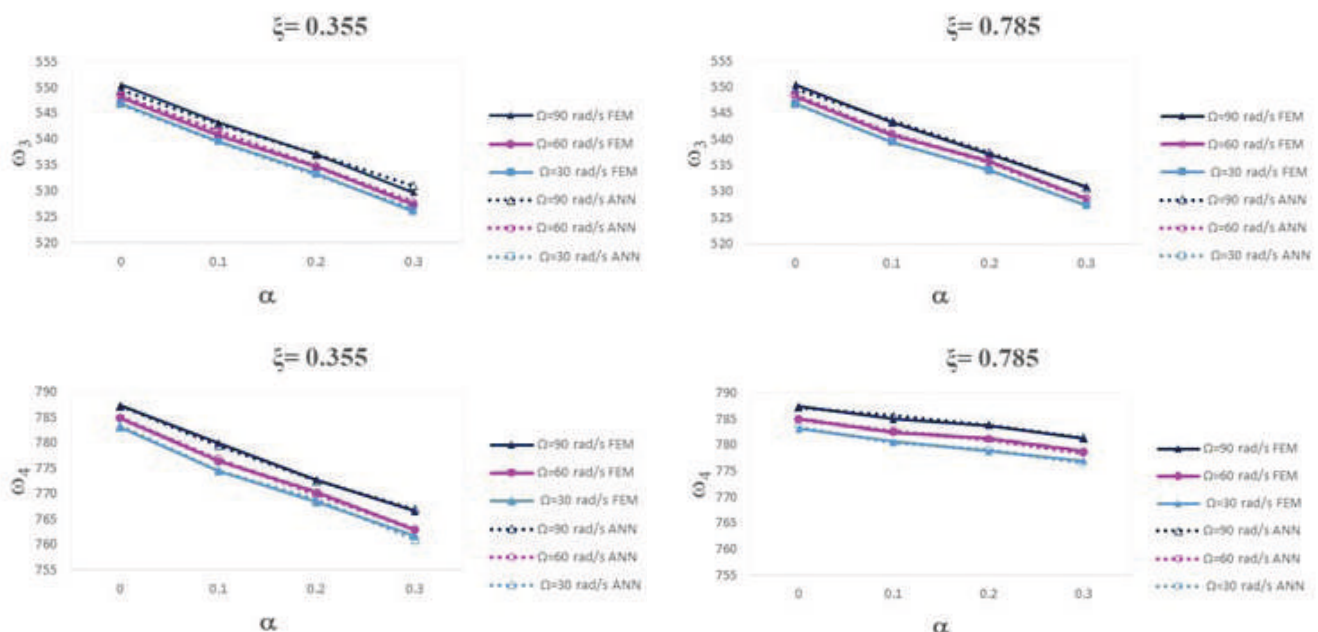 ξ= 0.355
555
550
545
540
535
530
525
520
ω3
0 0.1 0.2 0.3
α
Ω=90 rad/s FEM
Ω=60 rad/s FEM
Ω=30 rad/s FEM
Ω=90 rad/s ANN
Ω=60 rad/s ANN
Ω=30 rad/s ANN
ξ= 0.785
555
550
545
540
535
530
525
520
ω3
0 0.1 0.2 0.3
α
Ω=90 rad/s FEM
Ω=60 rad/s FEM
Ω=30 rad/s FEM
Ω=90 rad/s ANN
Ω=60 rad/s ANN
Ω=30 rad/s ANN
ξ= 0.355
790
785
780
775
770
765
760
755
ω4
0 0.1 0.2 0.3
α
Ω=90 rad/s FEM
Ω=60 rad/s FEM
Ω=30 rad/s FEM
Ω=90 rad/s ANN
Ω=60 rad/s ANN
Ω=30 rad/s ANN
ξ= 0.785
790
785
780
775
770
765
760
755
ω4
0 0.1 0.2 0.3
α
Ω=90 rad/s FEM
Ω=60 rad/s FEM
Ω=30 rad/s FEM
Ω=90 rad/s ANN
Ω=60 rad/s ANN
Ω=30 rad/s ANN